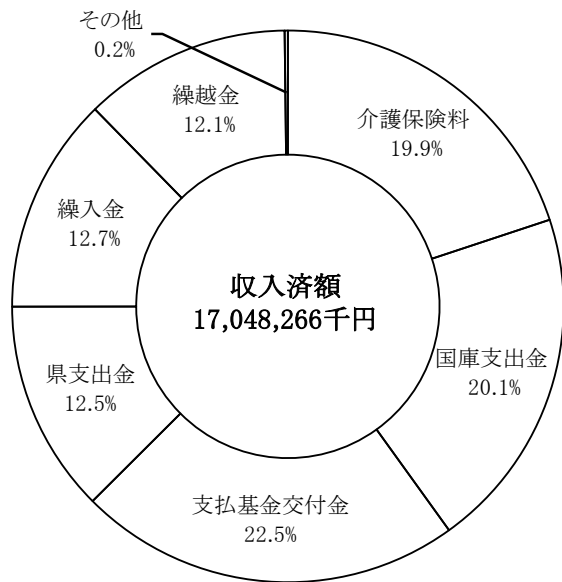 その他
0.2%
繰越金
12.1%
介護保険料
19.9%
繰入金
12.7%
収入済額
17,048,266千円
国庫支出金
20.1%
県支出金
12.5%
支払基金交付金
22.5%